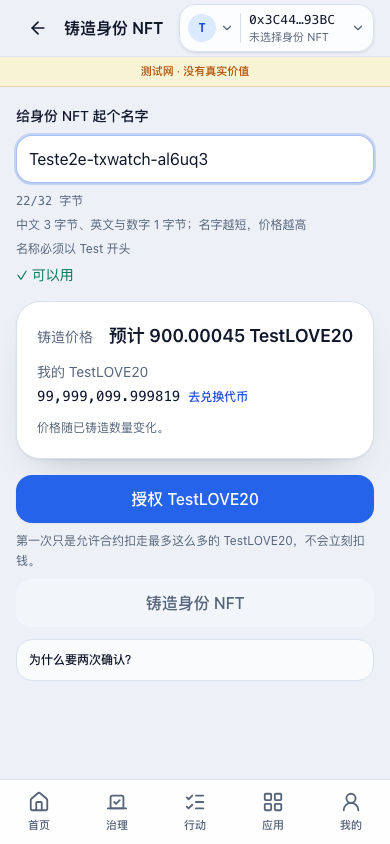 铸造身份 NFT
T
0x3C44…93BC
未选择身份 NFT
测试网 · 没有真实价值
给身份 NFT 起个名字
Teste2e-txwatch-al6uq3
22/32 字节
中文 3 字节、英文与数字 1 字节；名字越短，价格越高
名称必须以 Test 开头
✓ 可以用
铸造价格 预计 900.00045 TestLOVE20
我的 TestLOVE20
99,999,099.999819 去兑换代币
价格随已铸造数量变化。
授权 TestLOVE20
第一次只是允许合约扣走最多这么多的 TestLOVE20，不会立刻扣
钱。
铸造身份 NFT
为什么要两次确认?
首页 治理 行动 应用 我的